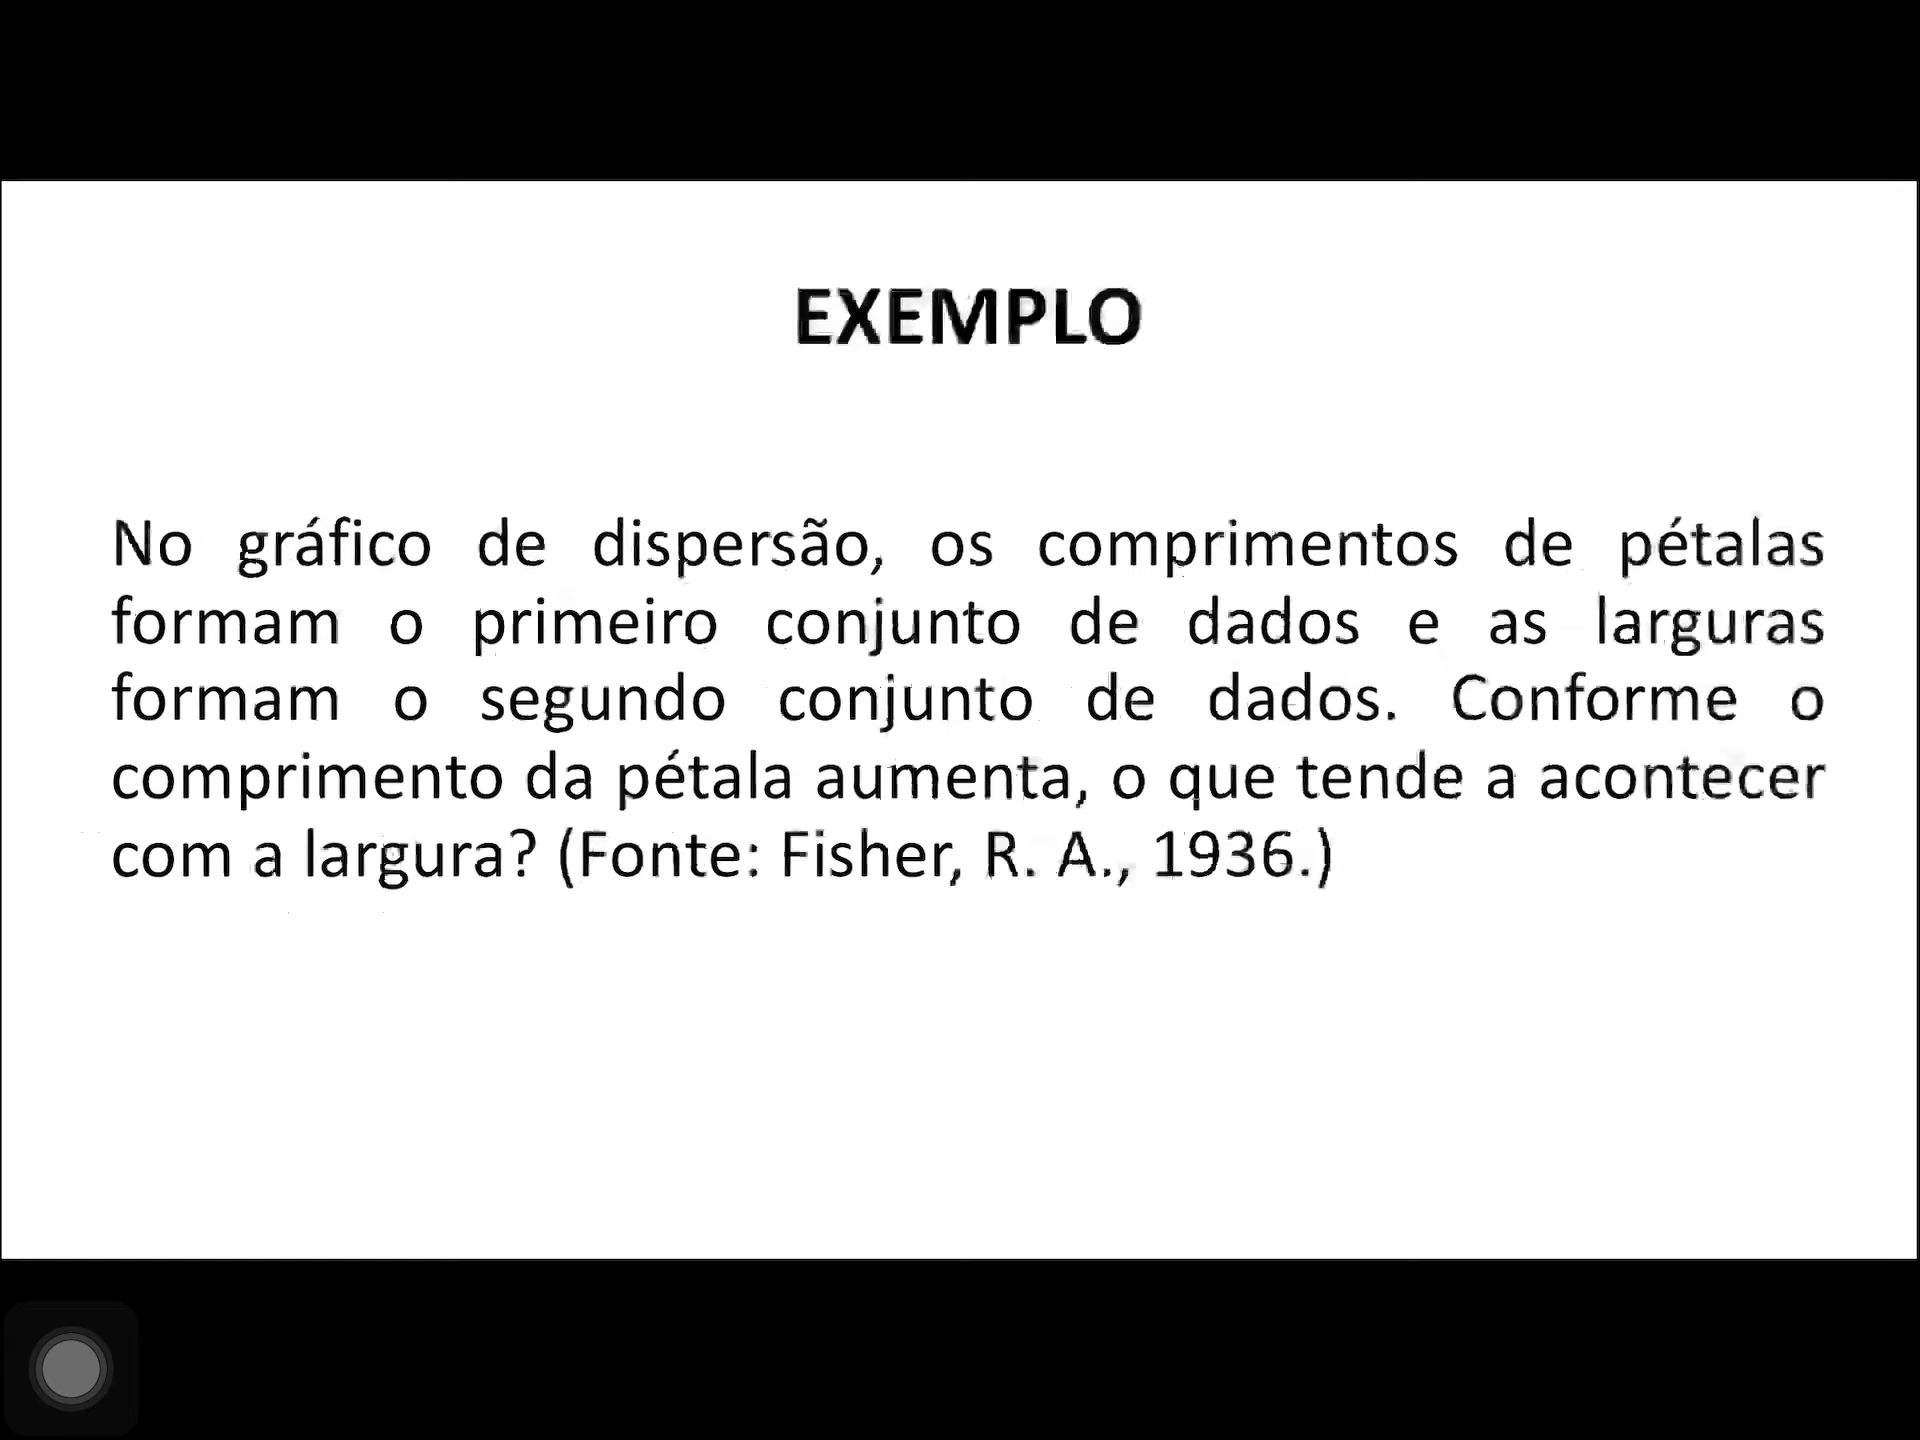 EXEMPLO
No gráfico de dispersão, os comprimentos de pétalas
formam o primeiro conjunto de dados e as larguras
formam o segundo conjunto de dados. Conforme o
comprimento da pétala aumenta, o que tende a acontecer
com a largura? (Fonte: Fisher, R. A., 1936.)